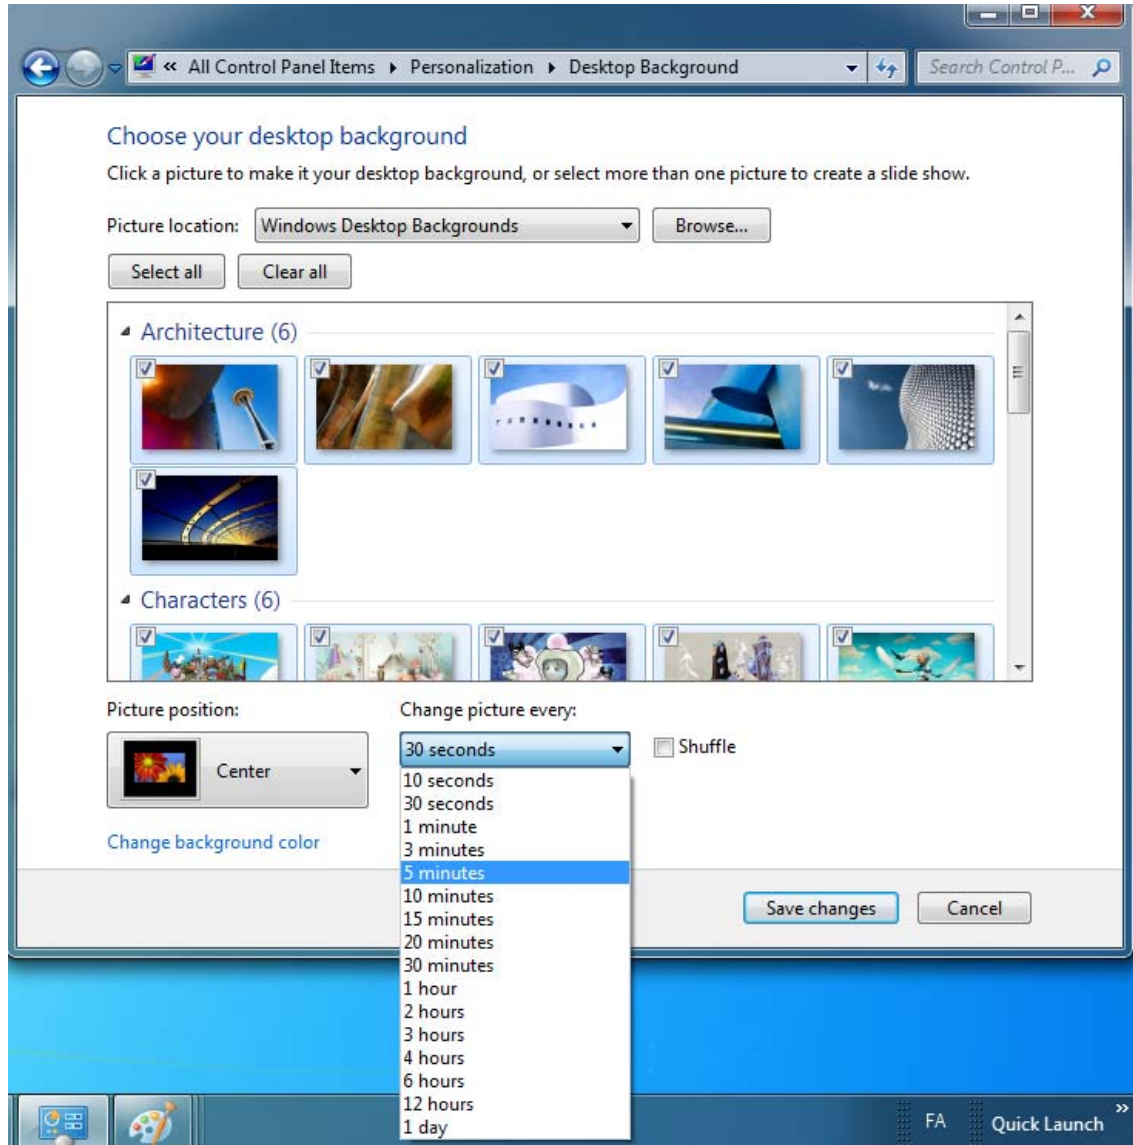 « All Control Panel Items ▸ Personalization ▸ Desktop Background
Search Control P...
Choose your desktop background
Click a picture to make it your desktop background, or select more than one picture to create a slide show.
Picture location:
Windows Desktop Backgrounds
Browse...
Select all
Clear all
Architecture (6)
Characters (6)
Picture position:
Change picture every:
Center
30 seconds
Shuffle
10 seconds
30 seconds
1 minute
3 minutes
5 minutes
10 minutes
15 minutes
20 minutes
30 minutes
1 hour
2 hours
3 hours
4 hours
6 hours
12 hours
1 day
Change background color
Save changes
Cancel
FA
Quick Launch »